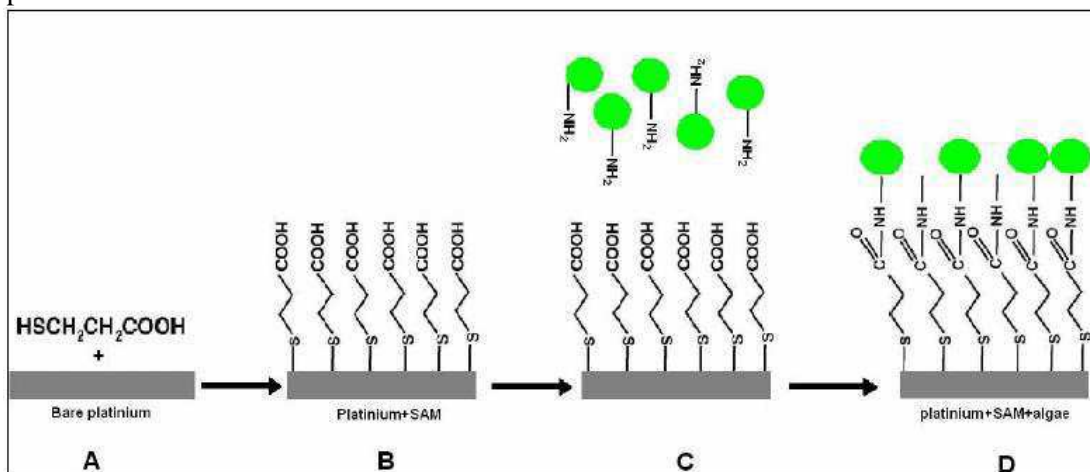 HSCH2CH2COOH
+
Bare platinium
A
COOH COOH COOH COOH COOH COOH
S S S S S S
Platinium+SAM
B
NH2 NH2 NH2 NH2 NH2
COOH COOH COOH COOH COOH COOH
S S S S S S
C
NH NH NH NH NH NH
O O O O O O
C C C C C C
S S S S S S
platinium+SAM+algae
D